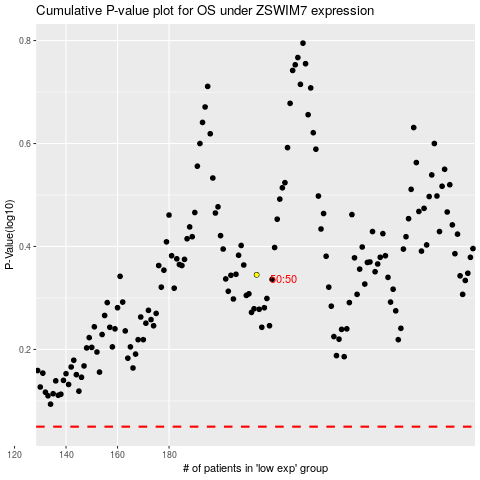 Cumulative P-value plot for OS under ZSWIM7 expression
P-Value(log10)
0.8
0.6
0.4
0.2
50:50
120 140 160 180
# of patients in 'low exp' group